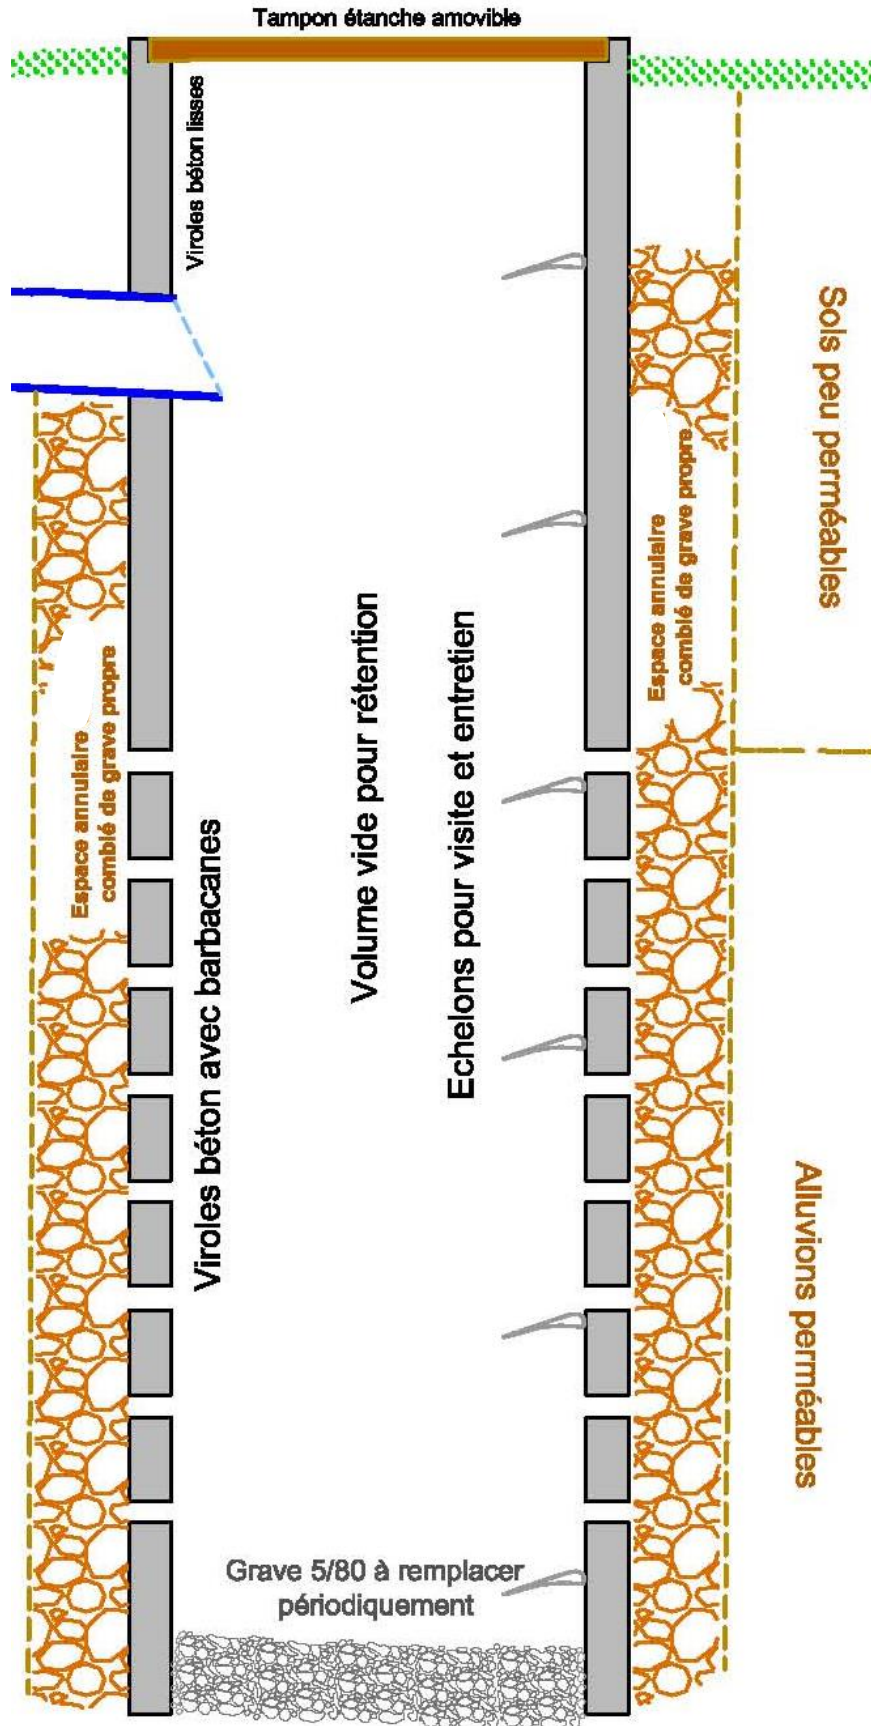 Tampon étanche amovible
Viroles béton lisses
Sols peu perméables
Espace annulaire
comblé de grave propre
Espace annulaire
comblé de grave propre
Volume vide pour rétention
Echelons pour visite et entretien
Viroles béton avec barbacanes
Alluvions perméables
Grave 5/80 à remplacer
périodiquement